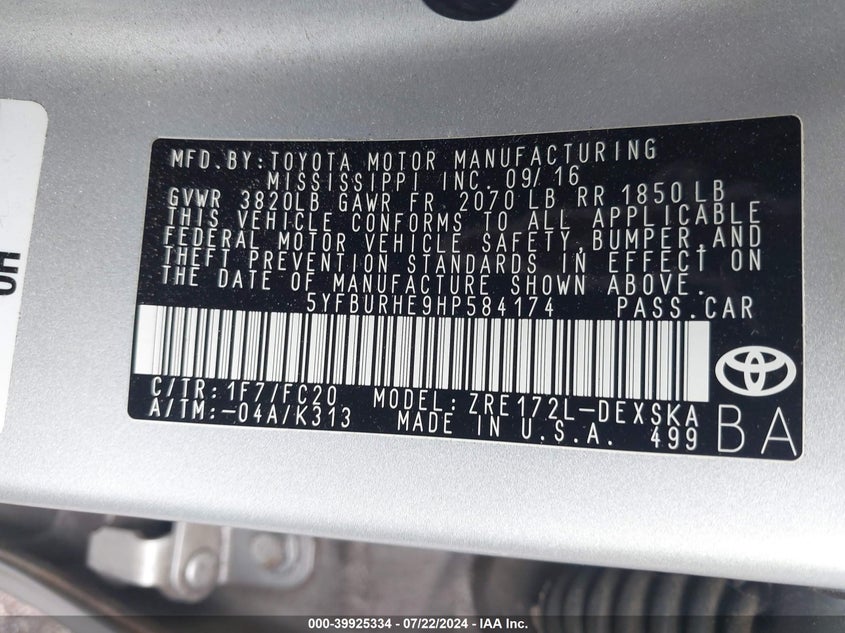 MFD.BY:TOYOTA MOTOR MANUFACTURING
MISSISSIPPI INC. 09/16
GVWR 3820LB GAWR FR 2070 LB RR 1850LB
THIS VEHICLE CONFORMS TO ALL APPLICABLE
FEDERAL MOTOR VEHICLE SAFETY,BUMPER,AND
THEFT PREVENTION STANDARDS IN EFFECT ON
THE DATE OF MANUFACTURE SHOWN ABOVE.
5YFBURHE9HP584174 PASS.CAR
C/TR:1F7/FC20 MODEL:ZRE172L-DEXSKA
A/TM:-04A/K313 MADE IN U.S.A. 499
BA
HO
000-39925334 / 07/22/2024 - IAA Inc.